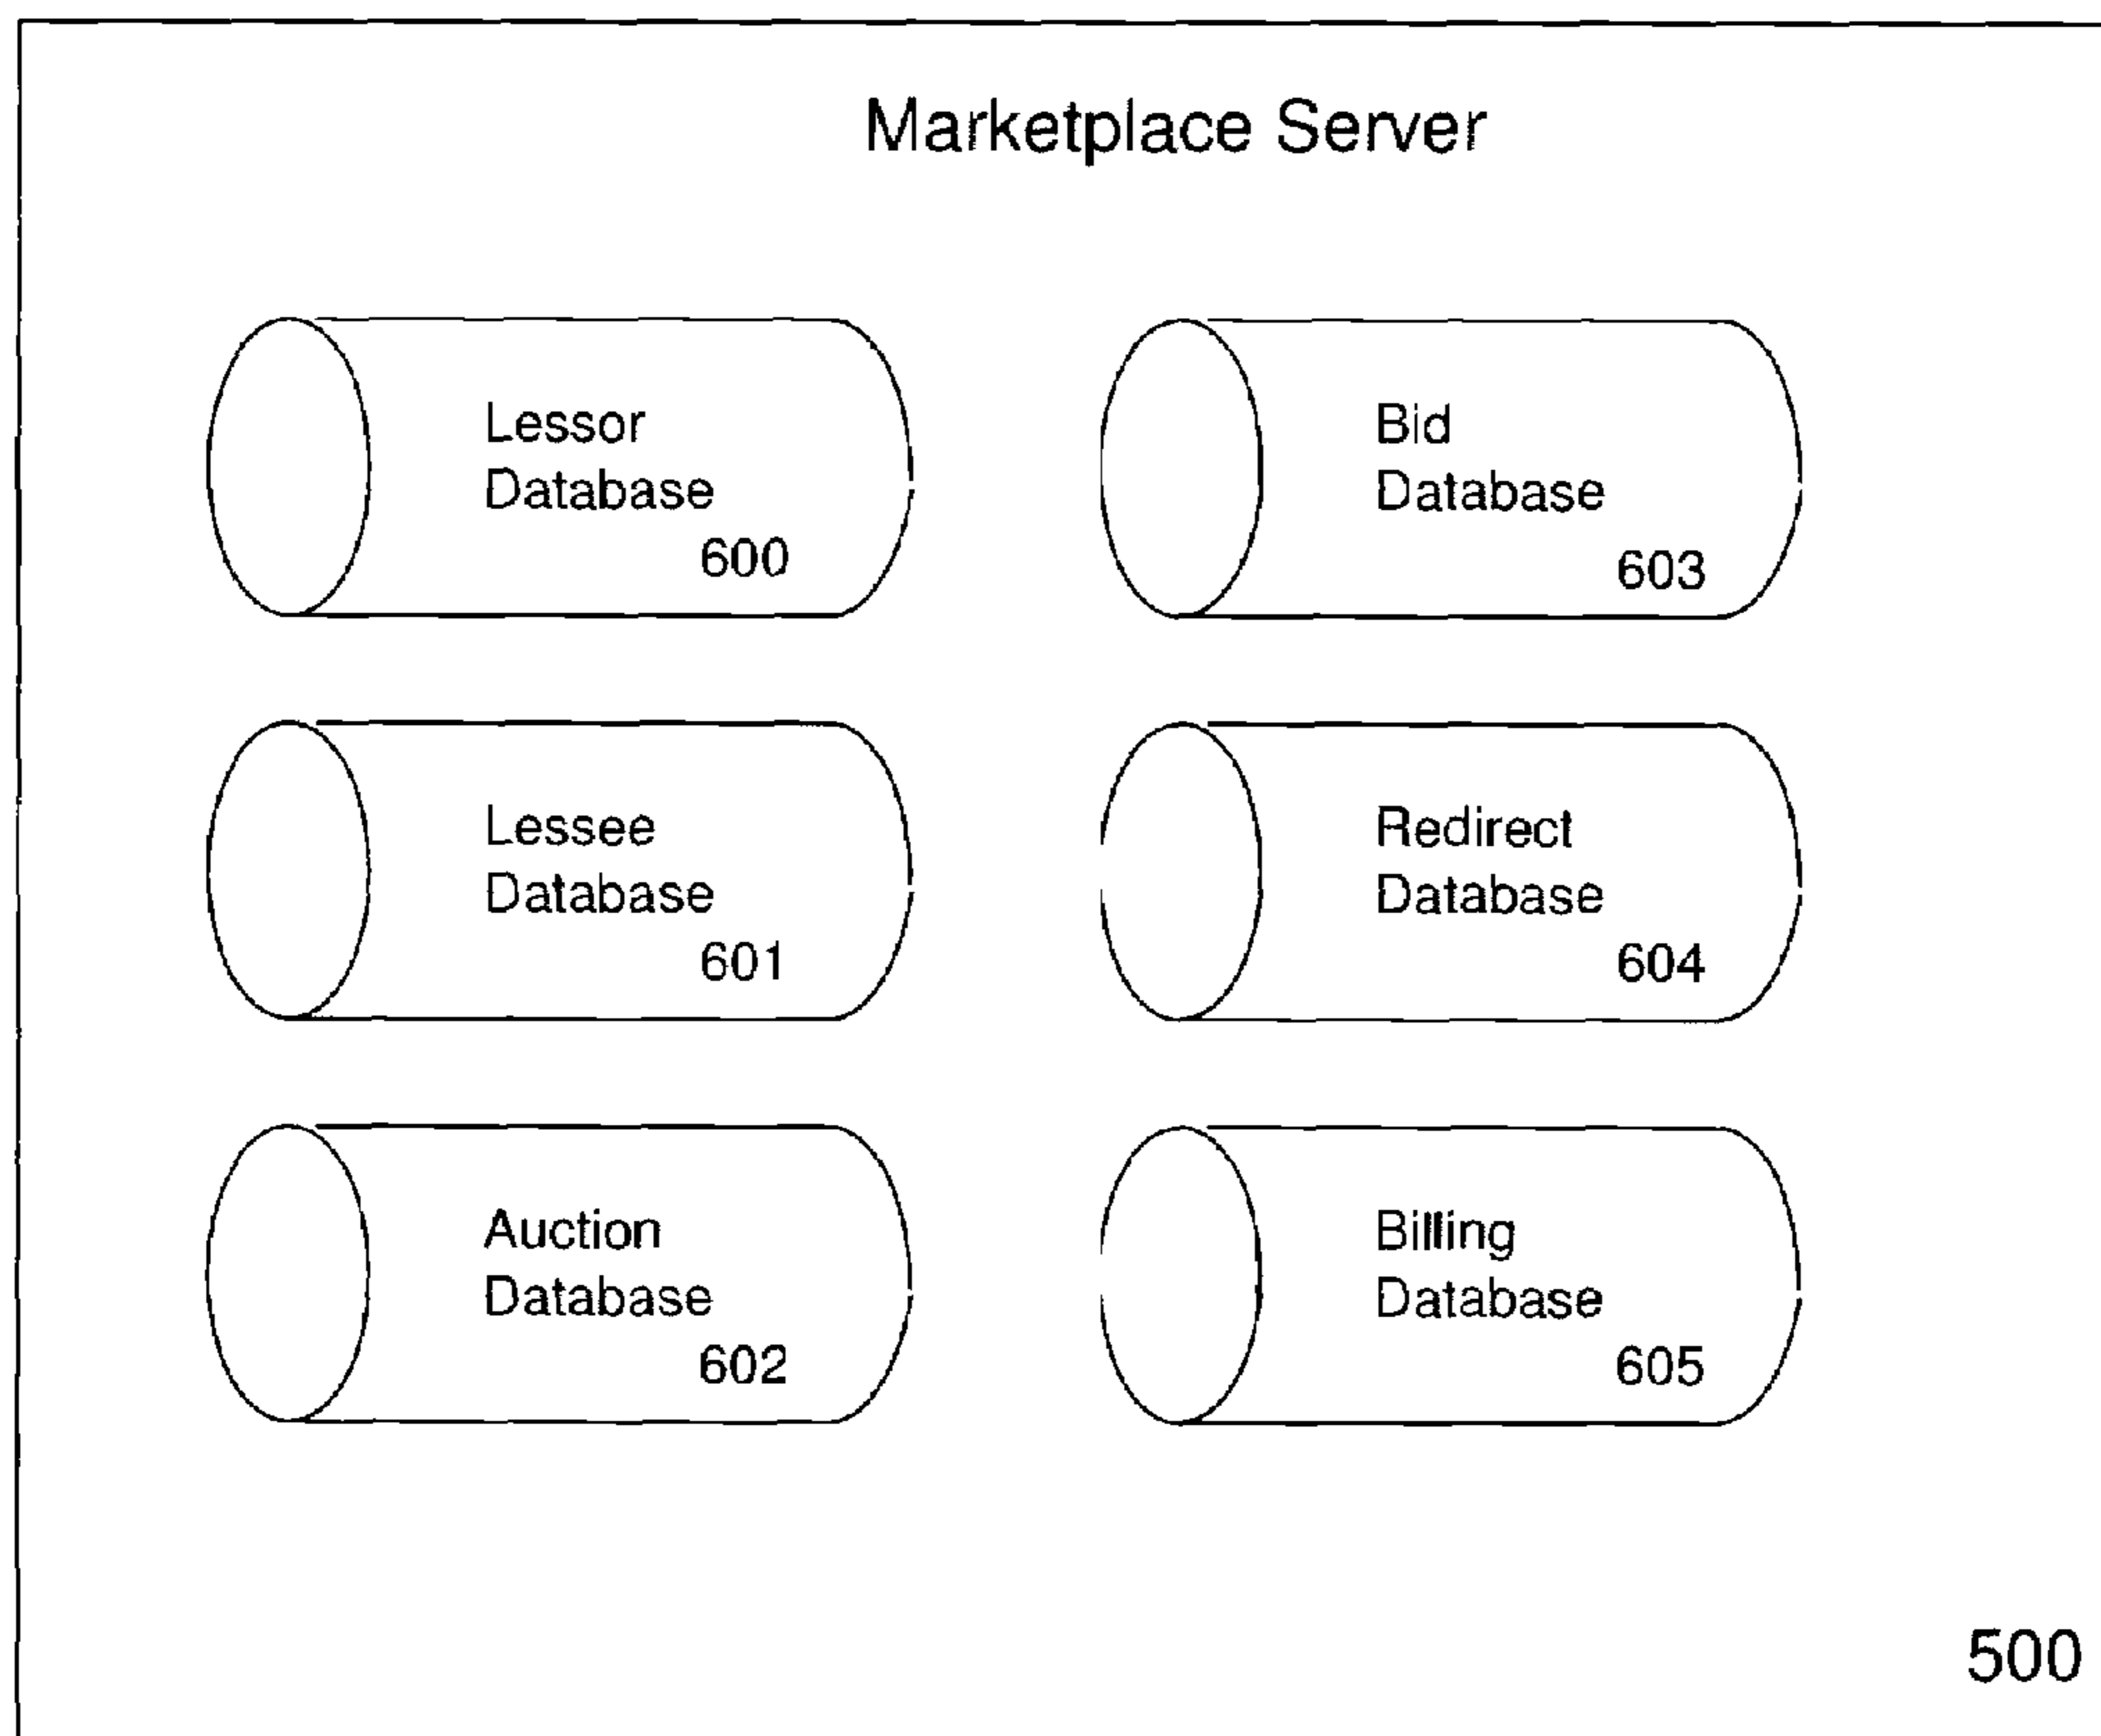 Marketplace Server
Lessor
Database
600
Lessee
Database
601
Auction
Database
602
Bid
Database
603
Redirect
Database
604
Billing
Database
605
500